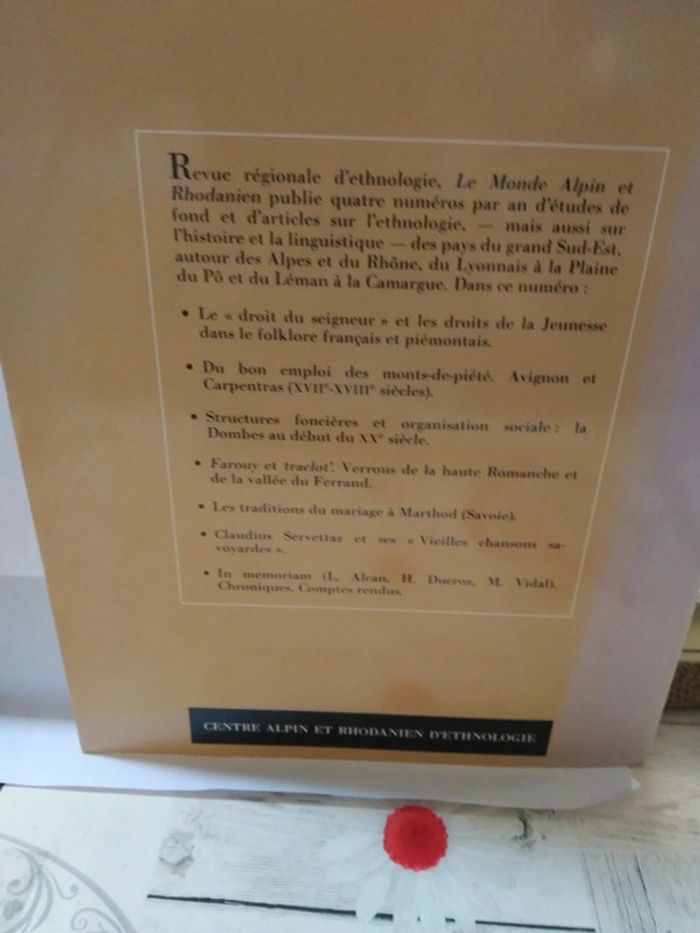 Revue régionale d'ethnologie, Le Monde Alpin et
Rhodanien publie quatre numéros par an d'études de
fond et d'articles sur l'ethnologie, — mais aussi sur
l'histoire et la linguistique — des pays du grand Sud-Est,
autour des Alpes et du Rhône, du Lyonnais à la Plaine
du Pô et du Léman à la Camargue. Dans ce numéro :
• Le « droit du seigneur » et les droits de la Jeunesse
dans le folklore français et piémontais.
• Du bon emploi des monts-de-piété. Avignon et
Carpentras (XVIIe-XVIIIe siècles).
• Structures foncières et organisation sociale : la
Dombes au début du XXe siècle.
• Farouy et traclot'. Verrous de la haute Romanche et
de la vallée du Ferrand.
• Les traditions du mariage à Marthod (Savoie).
• Claudius Servettaz et ses « Vieilles chansons sa-
voyardes ».
• In memoriam (L. Alcan, H. Ducros, M. Vidal).
Chroniques. Comptes rendus.
CENTRE ALPIN ET RHODANIEN D'ETHNOLOGIE